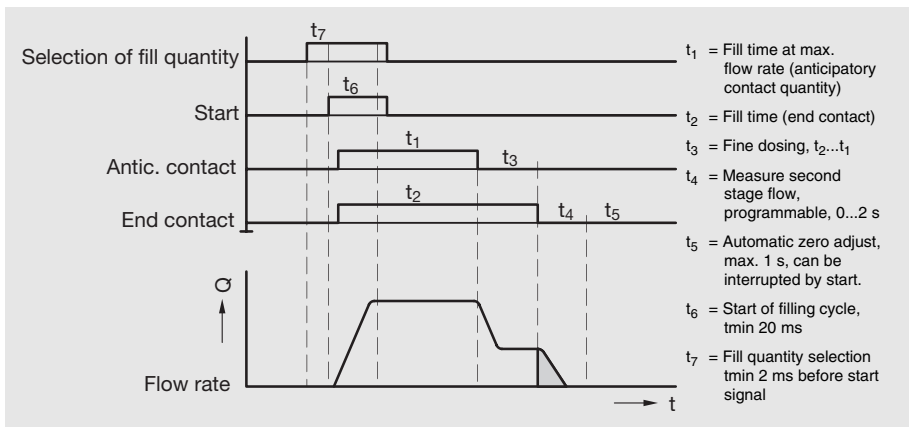 t7
Selection of fill quantity
t6
Start
t1
t3
Antic. contact
t2
t4
t5
End contact
Q
Flow rate
t
t1 = Fill time at max.
flow rate (anticipatory
contact quantity)
t2 = Fill time (end contact)
t3 = Fine dosing, t2...t1
t4 = Measure second
stage flow,
programmable, 0...2 s
t5 = Automatic zero adjust,
max. 1 s, can be
interrupted by start.
t6 = Start of filling cycle,
tmin 20 ms
t7 = Fill quantity selection
tmin 2 ms before start
signal